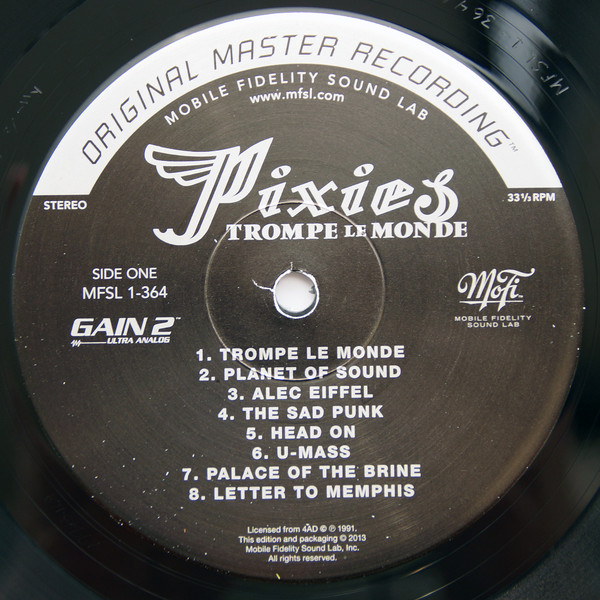 ORIGINAL MASTER RECORDING™
MOBILE FIDELITY SOUND LAB
www.mfsl.com
Pixies
TROMPE LE MONDE
STEREO
33⅓ RPM
SIDE ONE
MFSL 1-364
GAIN 2™
ULTRA ANALOG
MoFi™
MOBILE FIDELITY
SOUND LAB
1. TROMPE LE MONDE
2. PLANET OF SOUND
3. ALEC EIFFEL
4. THE SAD PUNK
5. HEAD ON
6. U-MASS
7. PALACE OF THE BRINE
8. LETTER TO MEMPHIS
Licensed from 4AD © ℗ 1991.
This edition and packaging © 2013
Mobile Fidelity Sound Lab, Inc.
All rights reserved.